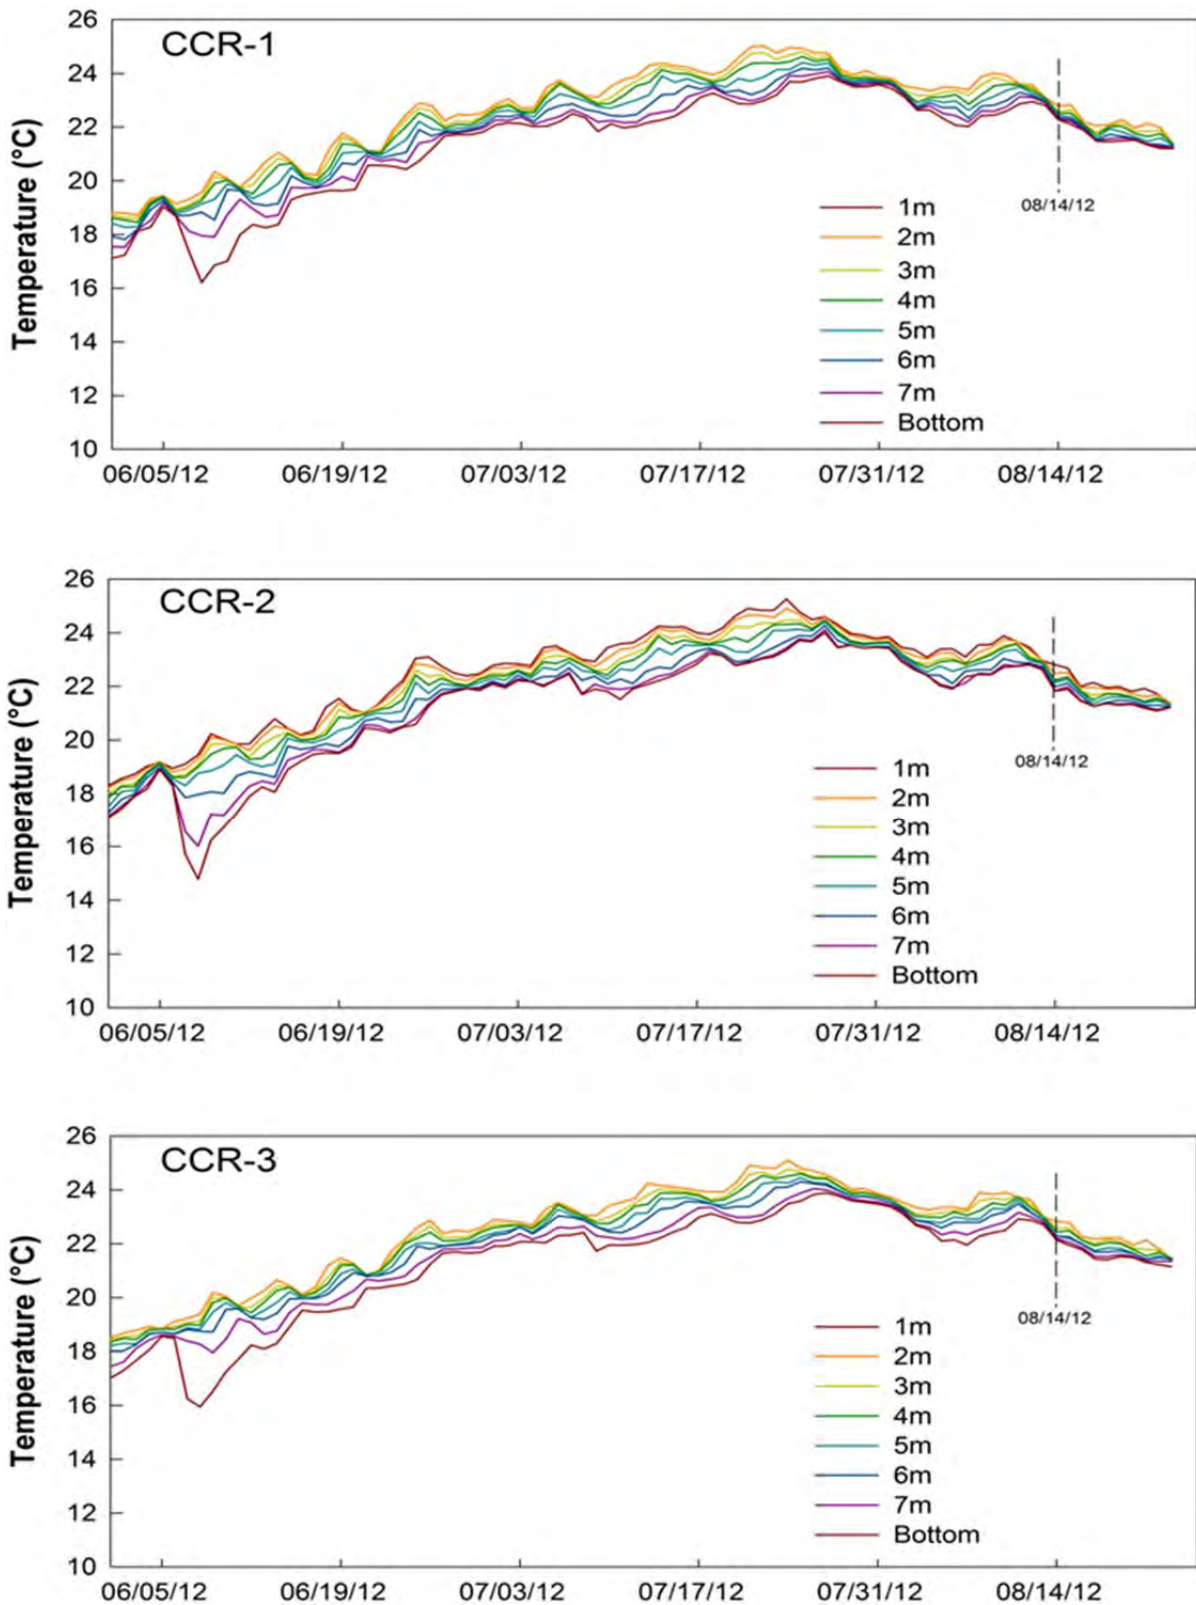 26
CCR-1
24
22
20
18
16
14
12
10
Temperature (°C)
08/14/12
1m
2m
3m
4m
5m
6m
7m
Bottom
06/05/12 06/19/12 07/03/12 07/17/12 07/31/12 08/14/12
26
CCR-2
24
22
20
18
16
14
12
10
Temperature (°C)
08/14/12
1m
2m
3m
4m
5m
6m
7m
Bottom
06/05/12 06/19/12 07/03/12 07/17/12 07/31/12 08/14/12
26
CCR-3
24
22
20
18
16
14
12
10
Temperature (°C)
08/14/12
1m
2m
3m
4m
5m
6m
7m
Bottom
06/05/12 06/19/12 07/03/12 07/17/12 07/31/12 08/14/12